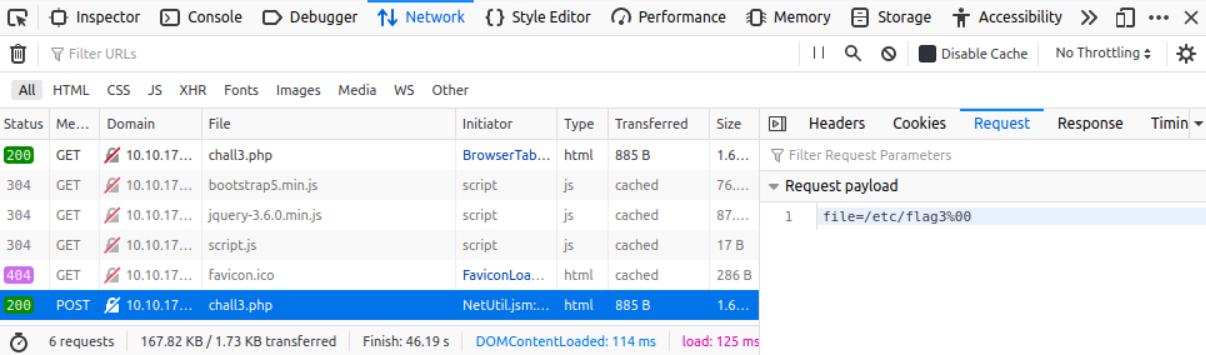 Inspector Console Debugger Network Style Editor Performance Memory Storage Accessibility
Filter URLs Disable Cache No Throttling
All HTML CSS JS XHR Fonts Images Media WS Other
Status Me... Domain File Initiator Type Transferred Size Headers Cookies Request Response Timin
200 GET 10.10.17... chall3.php BrowserTab... html 885 B 1.6... Filter Request Parameters
304 GET 10.10.17... bootstrap5.min.js script js cached 76.... Request payload
304 GET 10.10.17... jquery-3.6.0.min.js script js cached 87.... 1 file=/etc/flag3%00
304 GET 10.10.17... script.js script js cached 17 B
404 GET 10.10.17... favicon.ico FaviconLoa... html cached 286 B
200 POST 10.10.17... chall3.php NetUtil.jsm:... html 885 B 1.6...
6 requests 167.82 KB / 1.73 KB transferred Finish: 46.19 s DOMContentLoaded: 114 ms load: 125 ms